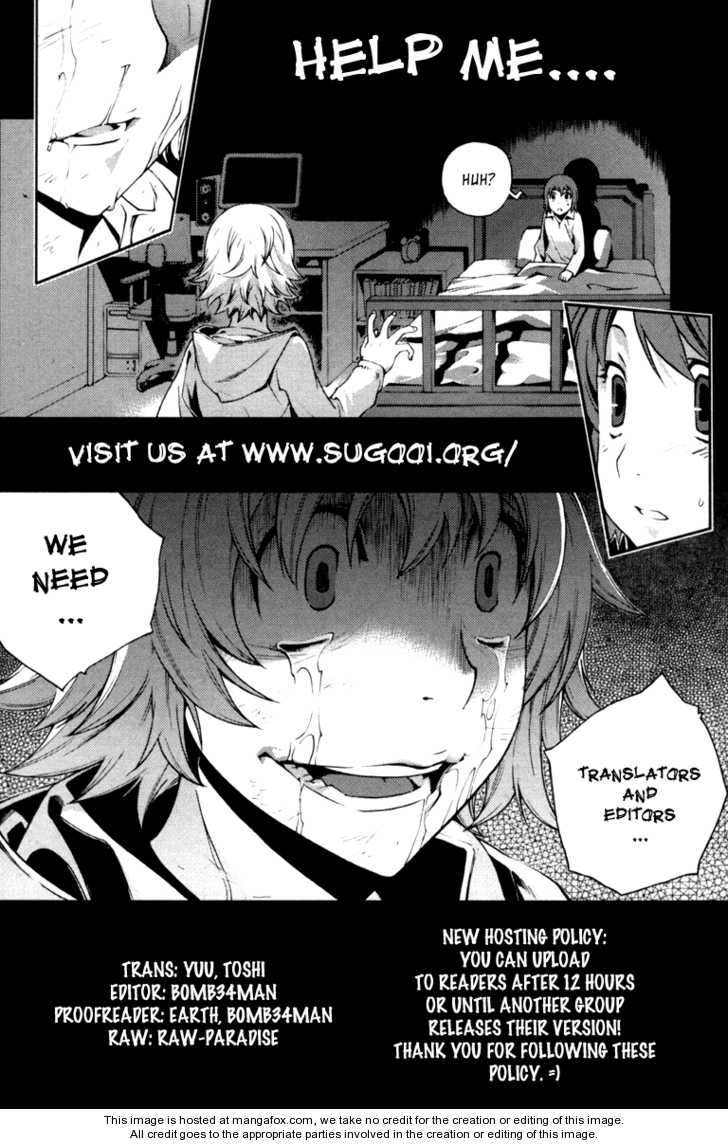 HELP ME....
HUH?
VISIT US AT WWW.SUGOOI.ORG/
WE
NEED
...
TRANSLATORS
AND
EDITORS
...
TRANS: YUU, TOSHI
EDITOR: BOMB34MAN
PROOFREADER: EARTH, BOMB34MAN
RAW: RAW-PARADISE
NEW HOSTING POLICY:
YOU CAN UPLOAD
TO READERS AFTER 12 HOURS
OR UNTIL ANOTHER GROUP
RELEASES THEIR VERSION!
THANK YOU FOR FOLLOWING THESE
POLICY. =)
This image is hosted at mangafox.com, we take no credit for the creation or editing of this image.
All credit goes to the appropriate parties involved in the creation or editing of this image.